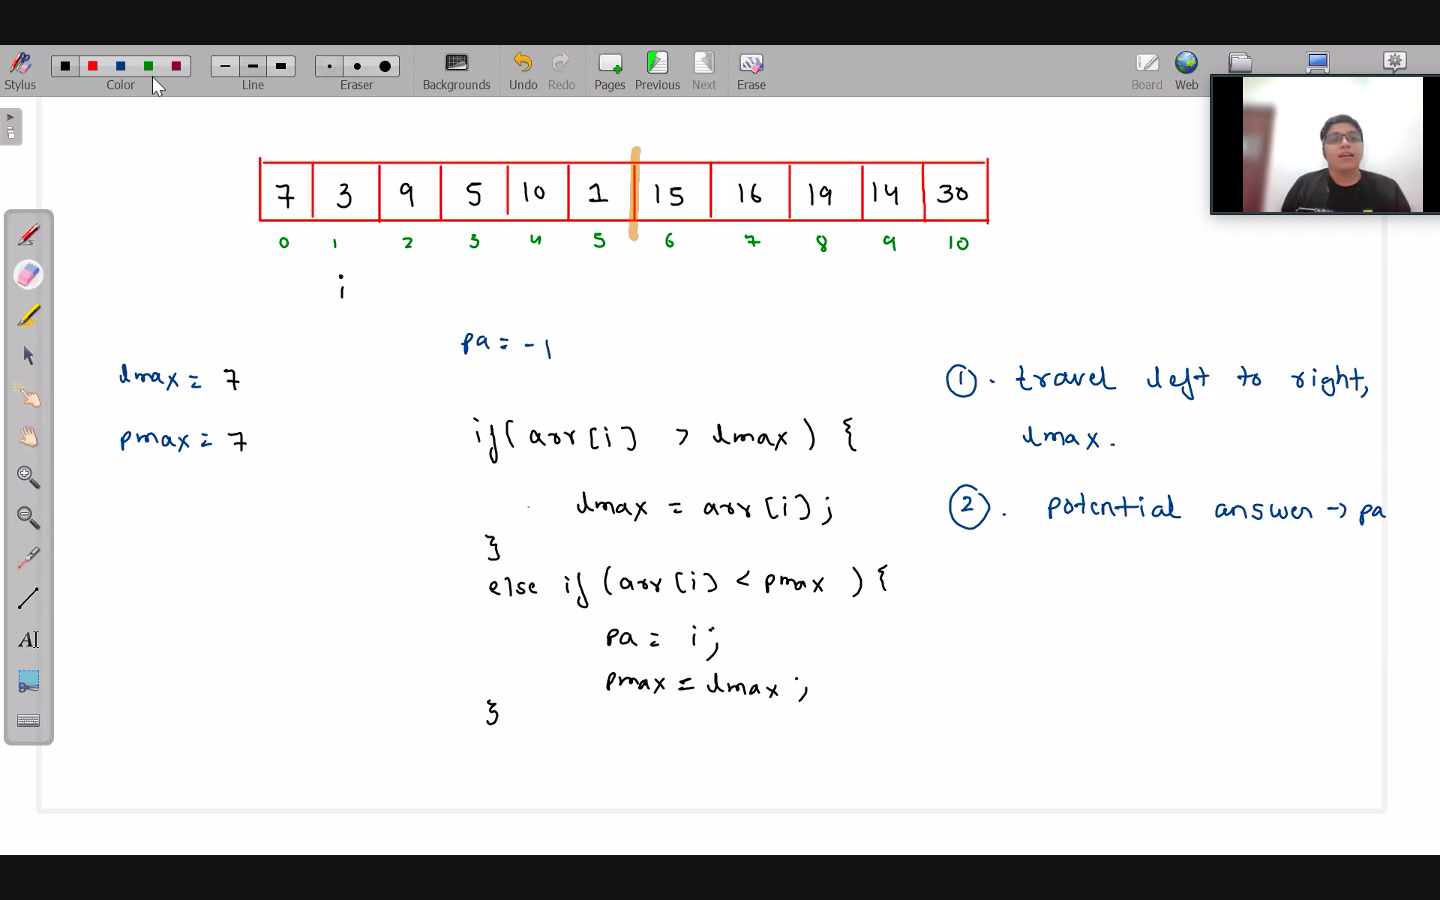 Stylus
Color
Line
Eraser
Backgrounds
Undo
Redo
Pages
Previous
Next
Erase
Board
Web
7 3 9 5 10 1 15 16 19 14 30
0 1 2 3 4 5 6 7 8 9 10
i
pa = -1
lmax = 7
pmax = 7
if(arr[i] > lmax) {
lmax = arr[i];
}
else if (arr[i] < pmax) {
pa = i;
pmax = lmax;
}
① . travel left to right,
lmax.
② . potential answer -> pa
AI